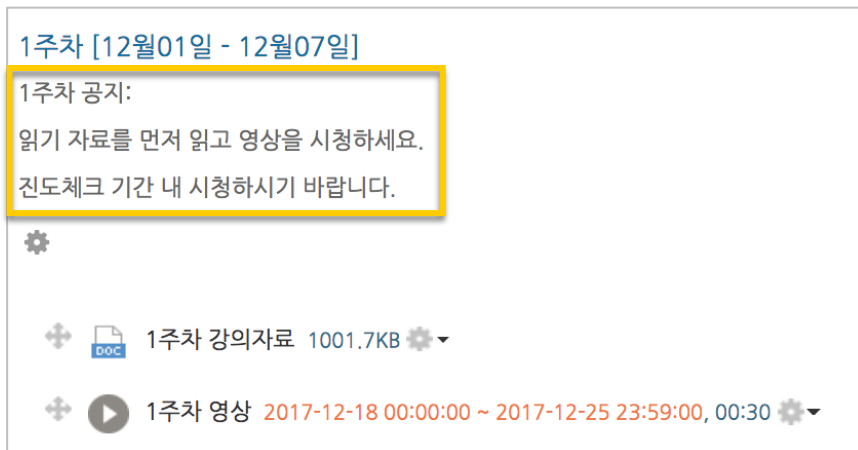 1주차 [12월01일 - 12월07일]
1주차 공지:
읽기 자료를 먼저 읽고 영상을 시청하세요.
진도체크 기간 내 시청하시기 바랍니다.
DOC 1주차 강의자료 1001.7KB
1주차 영상 2017-12-18 00:00:00 ~ 2017-12-25 23:59:00, 00:30